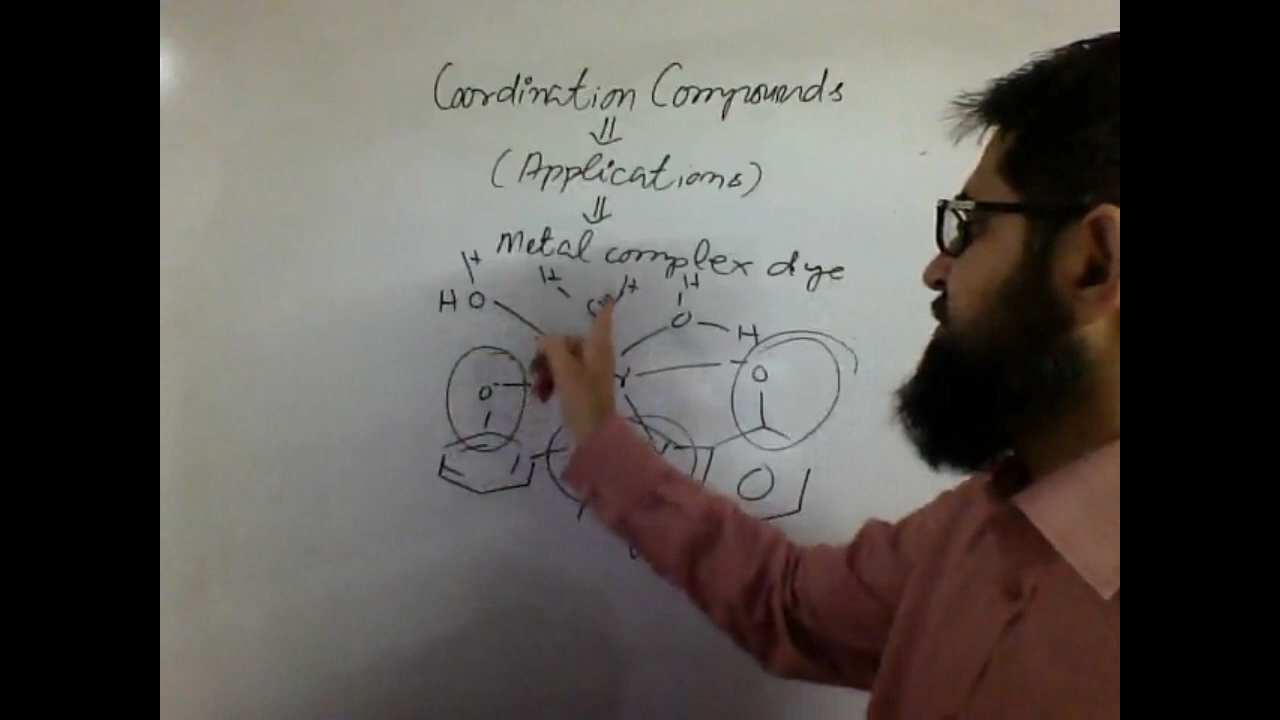 Coordination Compounds
⇓
(Applications)
⇓
Metal complex dye
H
H O
H
H
H
O
H
O
O
O